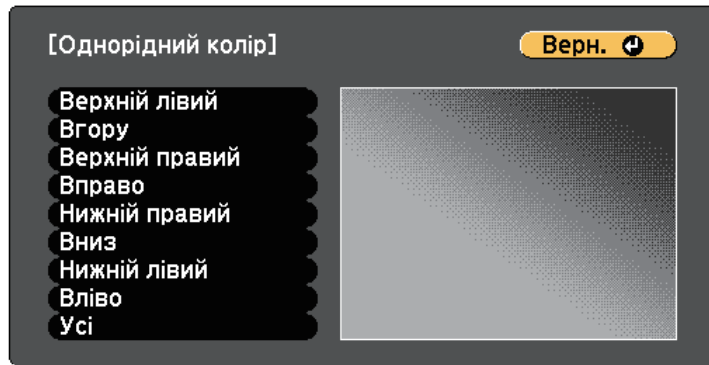 [Однорідний колір]
Верн.
Верхній лівий
Вгору
Верхній правий
Вправо
Нижній правий
Вниз
Нижній лівий
Вліво
Усі